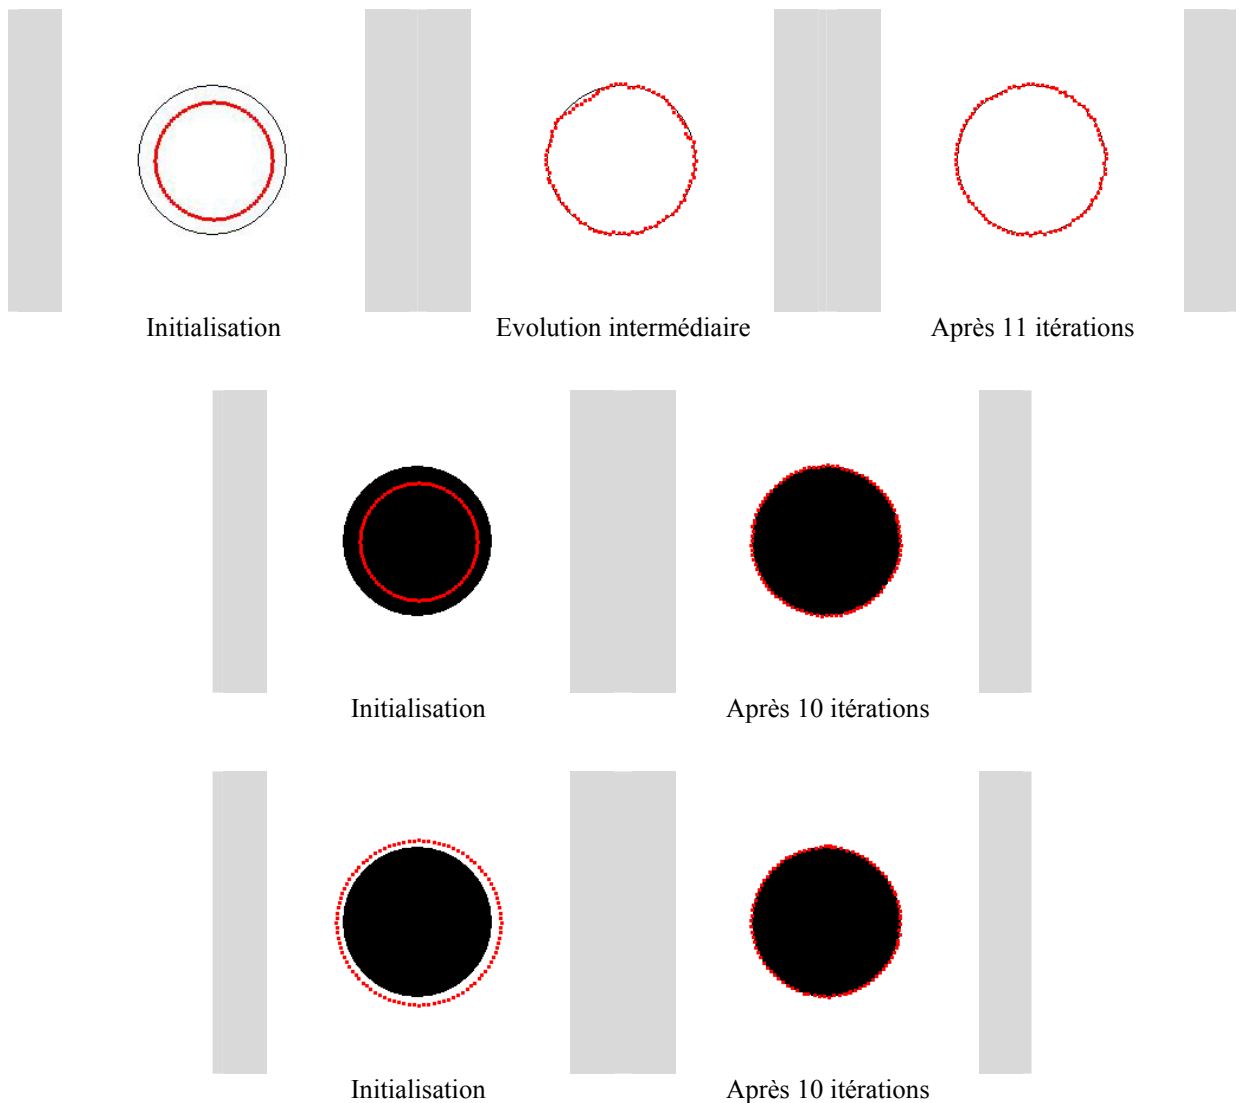 Initialisation
Evolution intermédiaire
Après 11 itérations
Initialisation
Après 10 itérations
Initialisation
Après 10 itérations